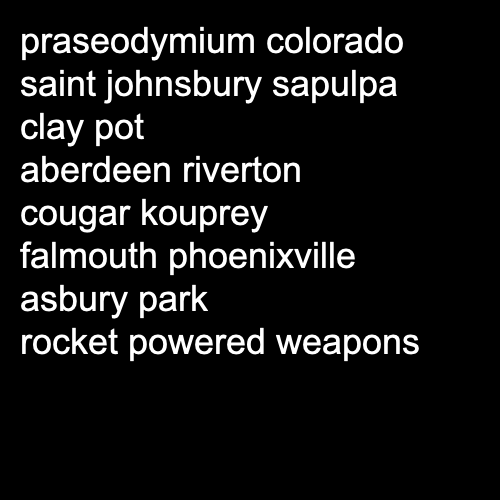 praseodymium colorado
saint johnsbury sapulpa
clay pot
aberdeen riverton
cougar kouprey
falmouth phoenixville
asbury park
rocket powered weapons